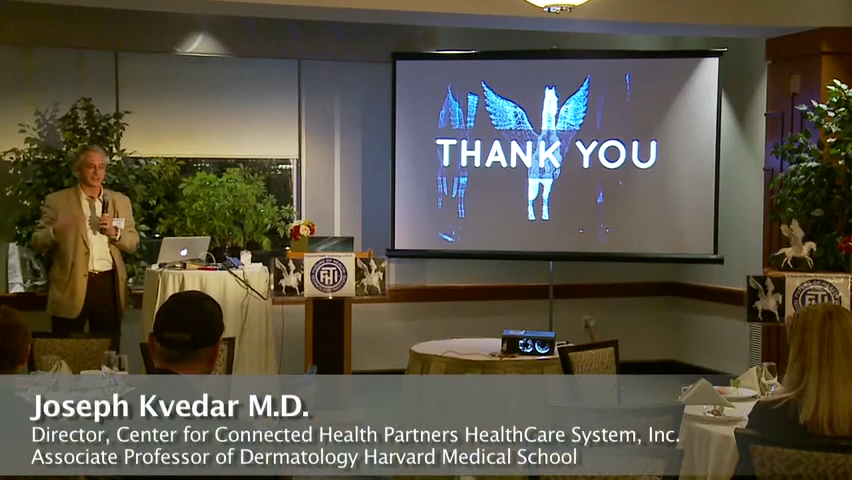 THANK YOU
Joseph Kvedar M.D.
Director, Center for Connected Health Partners HealthCare System, Inc.
Associate Professor of Dermatology Harvard Medical School